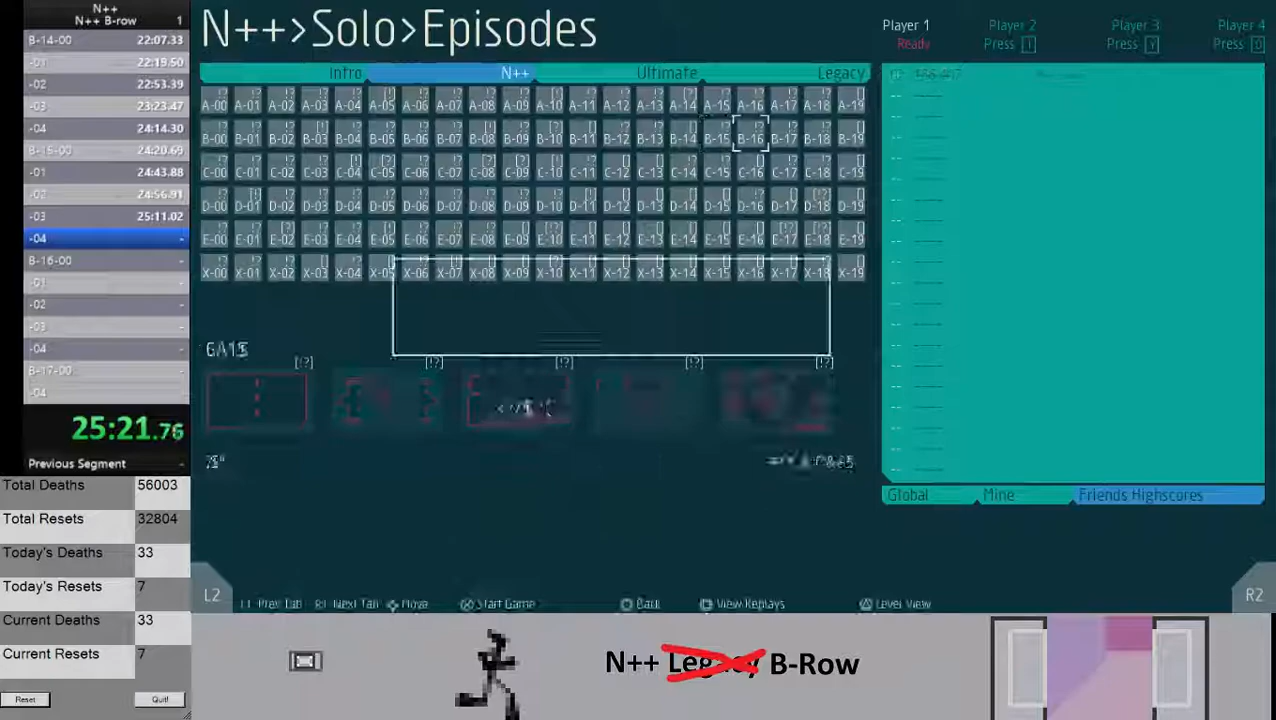 N++
N++ B-row 1
B-14-00 22:07.33
-01 22:19.50
-02 22:53.39
-03 23:23.47
-04 24:14.30
B-15-00 24:20.69
-01 24:43.88
-02 24:56.91
-03 25:11.02
-04 -
B-16-00 -
-01 -
-02 -
-03 -
-04 -
B-17-00 -
-04 -
25:21.76
Previous Segment -
Total Deaths 56003
Total Resets 32804
Today's Deaths 33
Today's Resets 7
Current Deaths 33
Current Resets 7
Reset Quit!
N++>Solo>Episodes
Intro N++ Ultimate Legacy
A-00 A-01 A-02 A-03 A-04 A-05 A-06 A-07 A-08 A-09 A-10 A-11 A-12 A-13 A-14 A-15 A-16 A-17 A-18 A-19
B-00 B-01 B-02 B-03 B-04 B-05 B-06 B-07 B-08 B-09 B-10 B-11 B-12 B-13 B-14 B-15 B-16 B-17 B-18 B-19
C-00 C-01 C-02 C-03 C-04 C-05 C-06 C-07 C-08 C-09 C-10 C-11 C-12 C-13 C-14 C-15 C-16 C-17 C-18 C-19
D-00 D-01 D-02 D-03 D-04 D-05 D-06 D-07 D-08 D-09 D-10 D-11 D-12 D-13 D-14 D-15 D-16 D-17 D-18 D-19
E-00 E-01 E-02 E-03 E-04 E-05 E-06 E-07 E-08 E-09 E-10 E-11 E-12 E-13 E-14 E-15 E-16 E-17 E-18 E-19
X-00 X-01 X-02 X-03 X-04 X-05 X-06 X-07 X-08 X-09 X-10 X-11 X-12 X-13 X-14 X-15 X-16 X-17 X-18 X-19
[!?] [!?] [!?] [!?] [!?]
Player 1 Player 2 Player 3 Player 4
Ready Press Press Press
Global Mine Friends Highscores
L2 Prev Tab Next Tab Move Start Game Back View Replays Level View R2
N++ Legacy B-Row